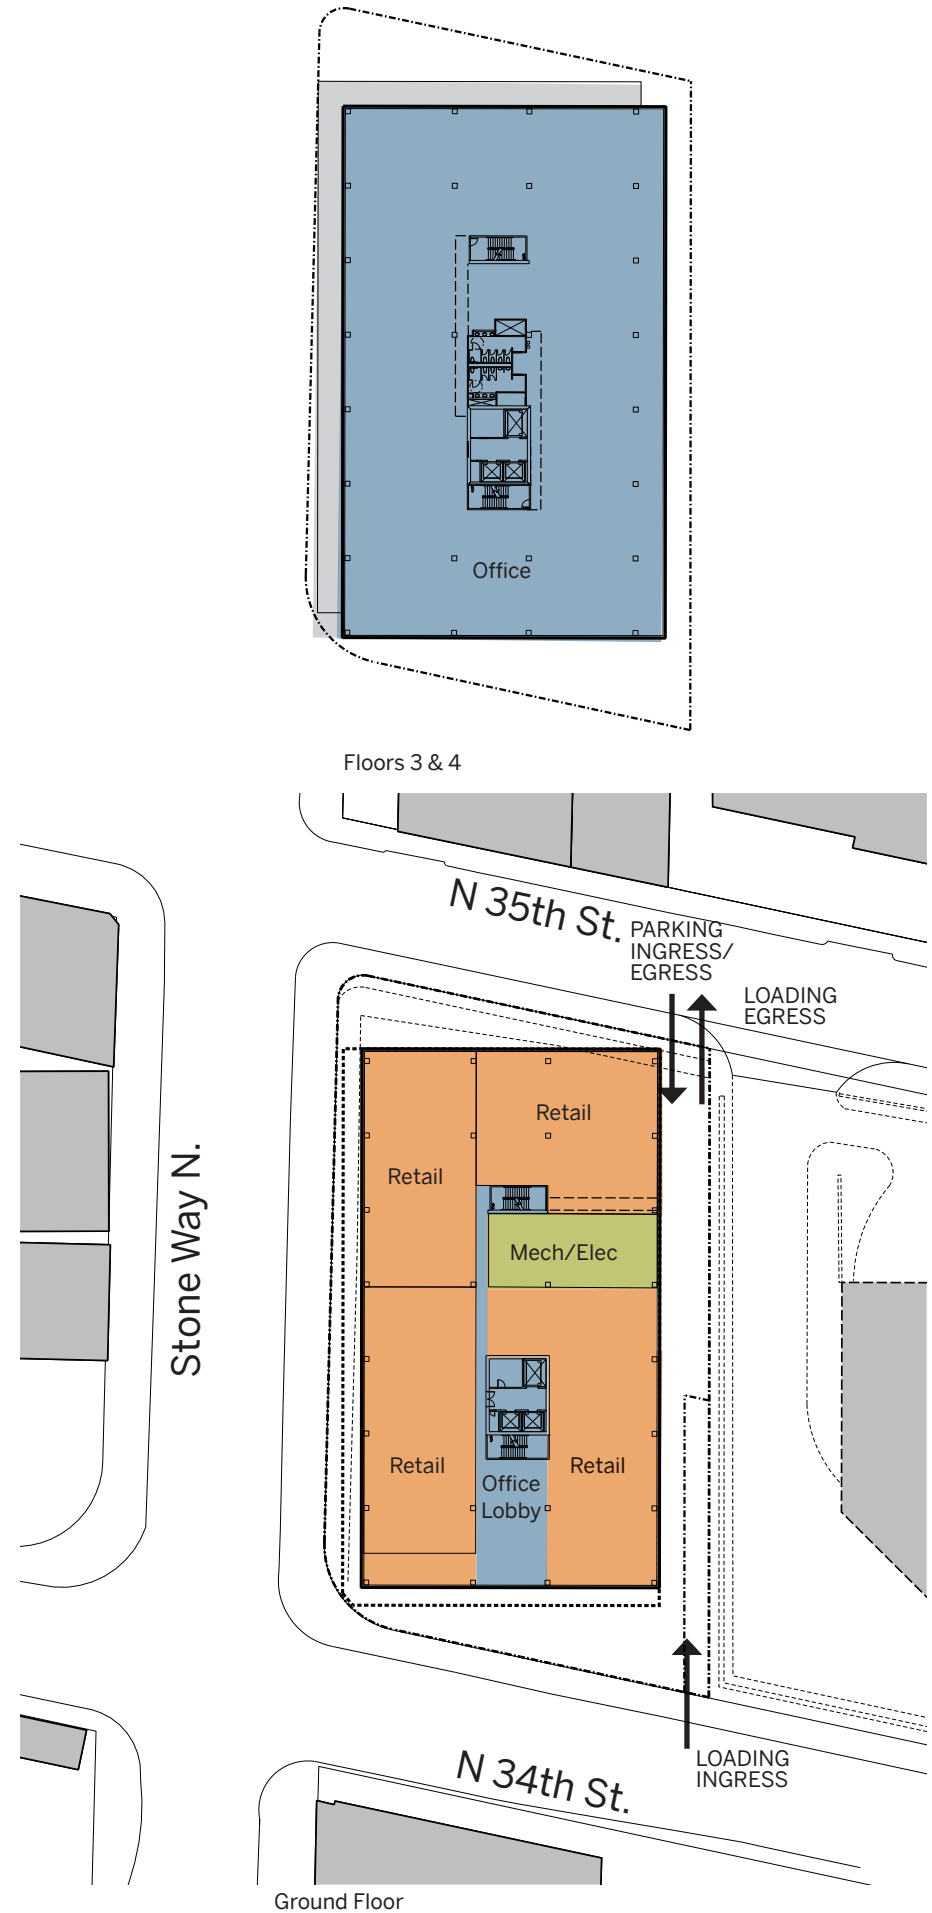 Office
Floors 3 & 4
N 35th St.
PARKING
INGRESS/
EGRESS
LOADING
EGRESS
Retail
Retail
Mech/Elec
Stone Way N.
Retail
Retail
Office
Lobby
N 34th St.
LOADING
INGRESS
Ground Floor